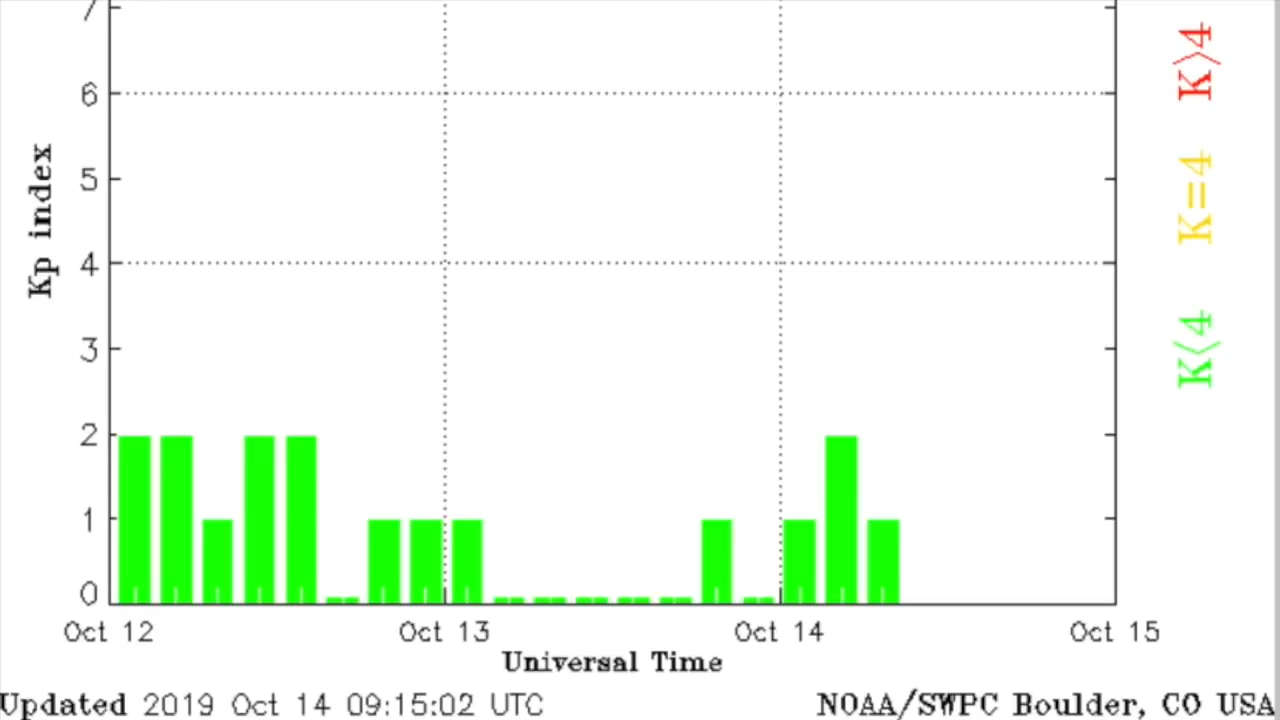 7
6
5
4
3
2
1
0
Kp index
K>4
K=4
K<4
Oct 12 Oct 13 Oct 14 Oct 15
Universal Time
Updated 2019 Oct 14 09:15:02 UTC NOAA/SWPC Boulder, CO USA